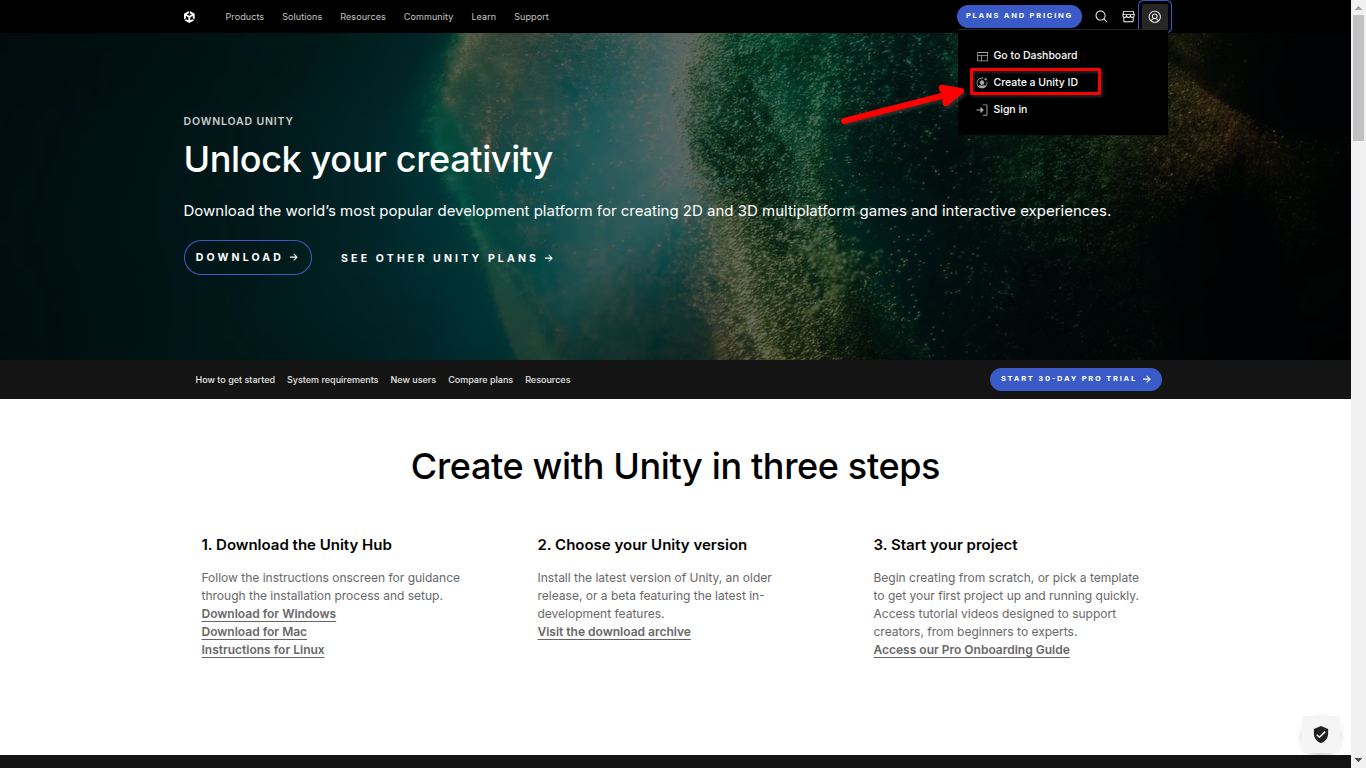 Products Solutions Resources Community Learn Support PLANS AND PRICING
Go to Dashboard
Create a Unity ID
Sign in
DOWNLOAD UNITY
Unlock your creativity
Download the world's most popular development platform for creating 2D and 3D multiplatform games and interactive experiences.
DOWNLOAD → SEE OTHER UNITY PLANS →
How to get started System requirements New users Compare plans Resources START 30-DAY PRO TRIAL →
Create with Unity in three steps
1. Download the Unity Hub
Follow the instructions onscreen for guidance
through the installation process and setup.
Download for Windows
Download for Mac
Instructions for Linux
2. Choose your Unity version
Install the latest version of Unity, an older
release, or a beta featuring the latest in-
development features.
Visit the download archive
3. Start your project
Begin creating from scratch, or pick a template
to get your first project up and running quickly.
Access tutorial videos designed to support
creators, from beginners to experts.
Access our Pro Onboarding Guide